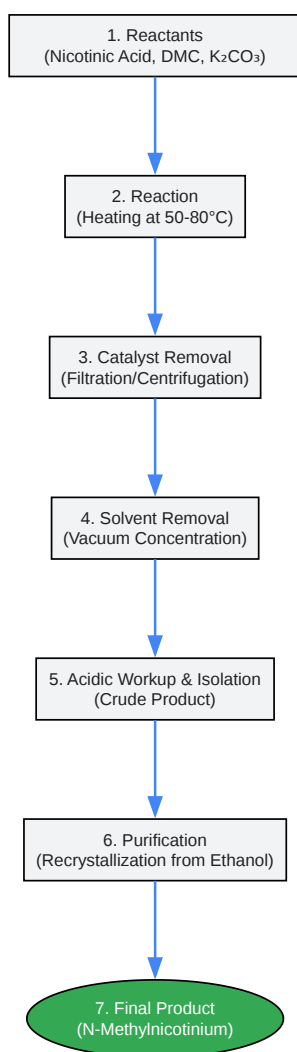 1. Reactants
(Nicotinic Acid, DMC, K₂CO₃)
2. Reaction
(Heating at 50-80°C)
3. Catalyst Removal
(Filtration/Centrifugation)
4. Solvent Removal
(Vacuum Concentration)
5. Acidic Workup & Isolation
(Crude Product)
6. Purification
(Recrystallization from Ethanol)
7. Final Product
(N-Methylnicotinium)